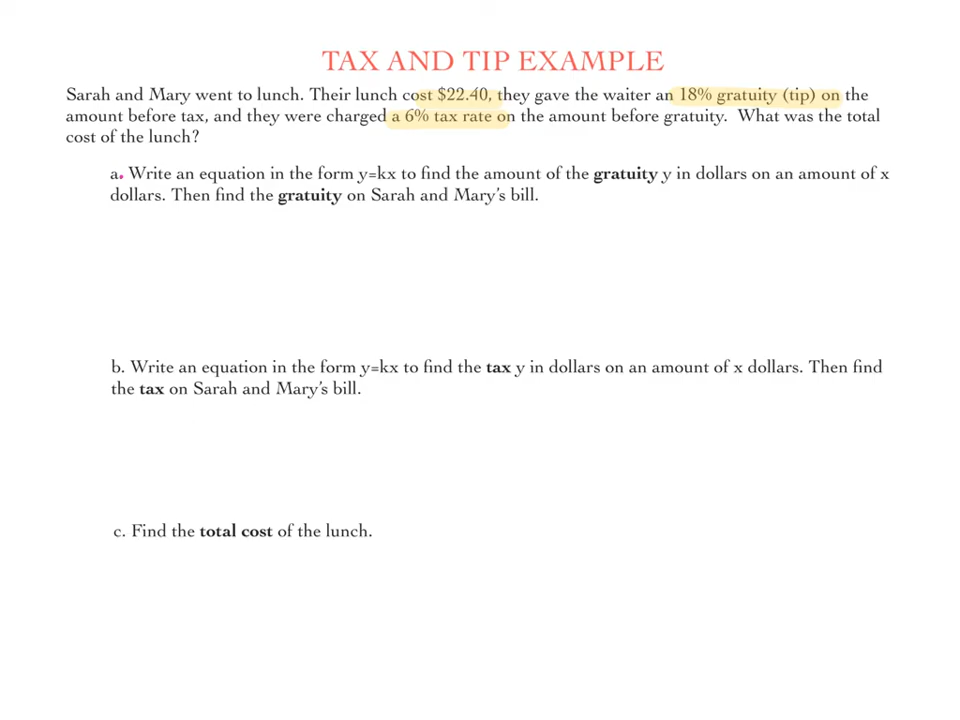 TAX AND TIP EXAMPLE
Sarah and Mary went to lunch. Their lunch cost $22.40, they gave the waiter an 18% gratuity (tip) on the
amount before tax, and they were charged a 6% tax rate on the amount before gratuity. What was the total
cost of the lunch?
a. Write an equation in the form y=kx to find the amount of the gratuity y in dollars on an amount of x
dollars. Then find the gratuity on Sarah and Mary's bill.
b. Write an equation in the form y=kx to find the tax y in dollars on an amount of x dollars. Then find
the tax on Sarah and Mary's bill.
c. Find the total cost of the lunch.